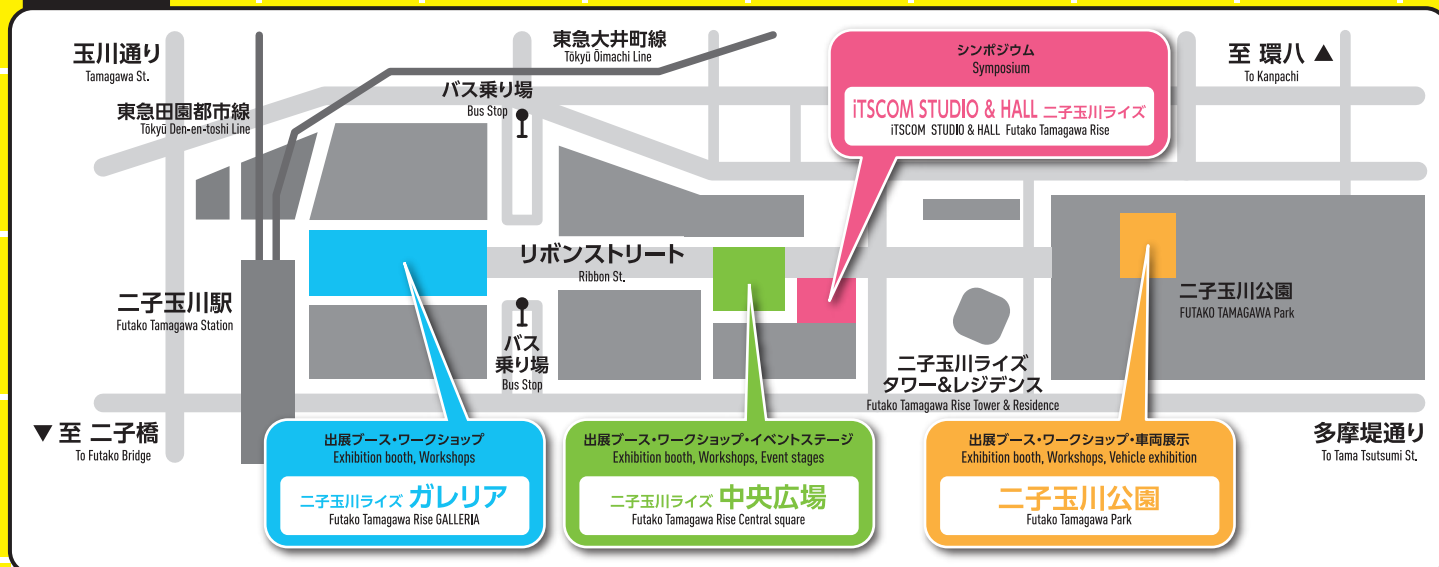 玉川通り
Tamagawa St.
東急大井町線
Tōkyū Ōimachi Line
シンポジウム
Symposium
iTSCOM STUDIO & HALL 二子玉川ライズ
iTSCOM STUDIO & HALL Futako Tamagawa Rise
至 環八 ▲
To Kanpachi
東急田園都市線
Tōkyū Den-en-toshi Line
バス乗り場
Bus Stop
リボンストリート
Ribbon St.
二子玉川駅
Futako Tamagawa Station
バス
乗り場
Bus Stop
二子玉川公園
FUTAKO TAMAGAWA Park
二子玉川ライズ
タワー&レジデンス
Futako Tamagawa Rise Tower & Residence
▼ 至 二子橋
To Futako Bridge
出展ブース・ワークショップ
Exhibition booth, Workshops
二子玉川ライズ ガレリア
Futako Tamagawa Rise GALLERIA
出展ブース・ワークショップ・イベントステージ
Exhibition booth, Workshops, Event stages
二子玉川ライズ 中央広場
Futako Tamagawa Rise Central square
出展ブース・ワークショップ・車両展示
Exhibition booth, Workshops, Vehicle exhibition
二子玉川公園
Futako Tamagawa Park
多摩堤通り
To Tama Tsutsumi St.